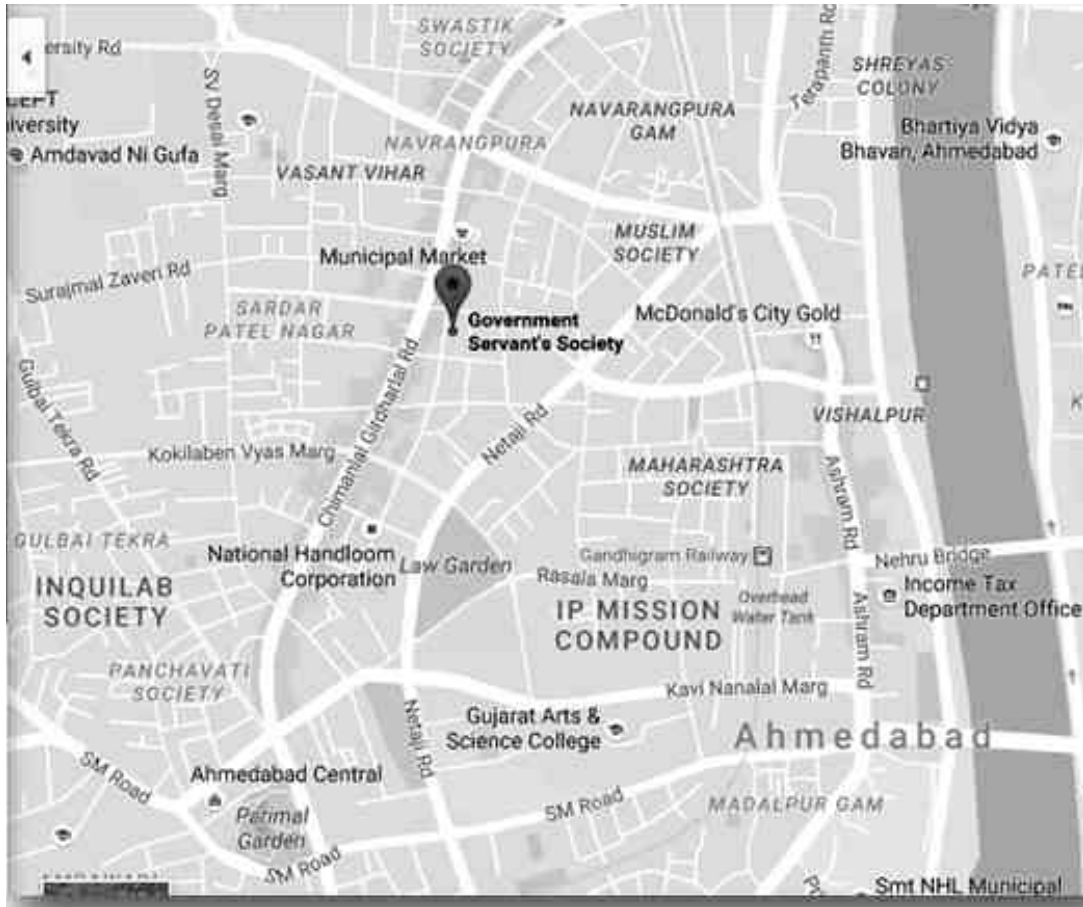 SWASTIK
SOCIETY
ersity Rd
Terapanth Rd
SHREYAS
COLONY
SV Desai Marg
iversity
NAVARANGPURA
GAM
Bhartiya Vidya
Bhavan, Ahmedabad
Amdavad Ni Gufa
NAVRANGPURA
VASANT VIHAR
MUSLIM
SOCIETY
Municipal Market
Surajmal Zaveri Rd
PATEL
SARDAR
PATEL NAGAR
Government
Servant's Society
McDonald's City Gold
Gulbai Tekra Rd
Chimanlal Girdharlal Rd
Netaji Rd
VISHALPUR
K
Kokilaben Vyas Marg
MAHARASHTRA
SOCIETY
Ashram Rd
GULBAI TEKRA
National Handloom
Corporation
Law Garden
Gandhigram Railway
Nehru Bridge
Rasala Marg
INQUILAB
SOCIETY
IP MISSION
COMPOUND
Overhead
Water Tank
Income Tax
Department Office
Ashram Rd
PANCHAVATI
SOCIETY
Kavi Nanalal Marg
Netaji Rd
Gujarat Arts &
Science College
Ahmedabad
SM Road
Ahmedabad Central
SM Road
MADALPUR GAM
Parimal
Garden
SM Road
Smt NHL Municipal